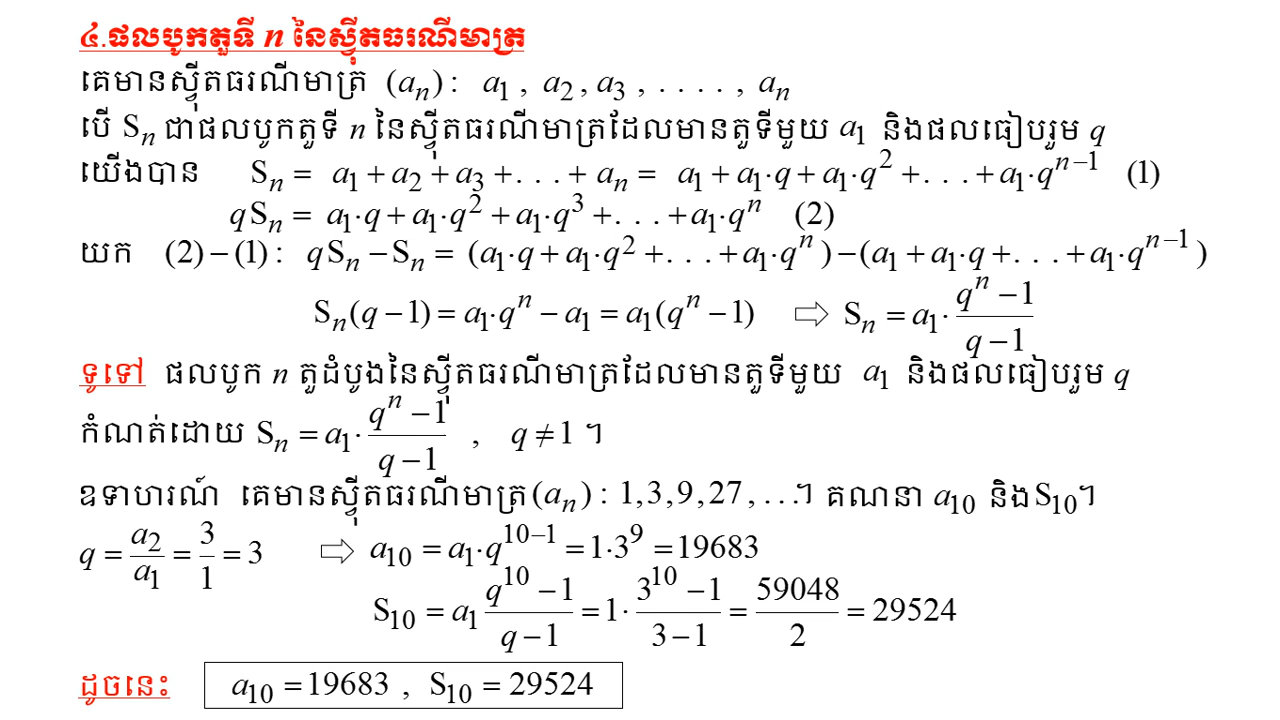 ៤.ផលបូកតួទី n នៃស្វ៊ីតធរណីមាត្រ
គេមានស្វ៊ីតធរណីមាត្រ (aₙ) : a₁ , a₂ , a₃ , . . . . , aₙ
បើ Sₙ ជាផលបូកតួទី n នៃស្វ៊ីតធរណីមាត្រដែលមានតួទីមួយ a₁ និងផលធៀបរួម q
យើងបាន Sₙ = a₁ + a₂ + a₃ + . . . + aₙ = a₁ + a₁·q + a₁·q² + . . . + a₁·qⁿ⁻¹ (1)
qSₙ = a₁·q + a₁·q² + a₁·q³ + . . . + a₁·qⁿ (2)
យក (2) − (1) : qSₙ − Sₙ = (a₁·q + a₁·q² + . . . + a₁·qⁿ) − (a₁ + a₁·q + . . . + a₁·qⁿ⁻¹)
Sₙ(q − 1) = a₁·qⁿ − a₁ = a₁(qⁿ − 1) ⇨ Sₙ = a₁· (qⁿ − 1)/(q − 1)
ទូទៅ ផលបូក n តួដំបូងនៃស្វ៊ីតធរណីមាត្រដែលមានតួទីមួយ a₁ និងផលធៀបរួម q
កំណត់ដោយ Sₙ = a₁· (qⁿ − 1)/(q − 1) , q ≠ 1 ។
ឧទាហរណ៍ គេមានស្វ៊ីតធរណីមាត្រ (aₙ) : 1,3,9,27, ...។ គណនា a₁₀ និង S₁₀។
q = a₂/a₁ = 3/1 = 3 ⇨ a₁₀ = a₁·q¹⁰⁻¹ = 1·3⁹ = 19683
S₁₀ = a₁ (q¹⁰ − 1)/(q − 1) = 1· (3¹⁰ − 1)/(3 − 1) = 59048/2 = 29524
ដូចនេះ a₁₀ = 19683 , S₁₀ = 29524